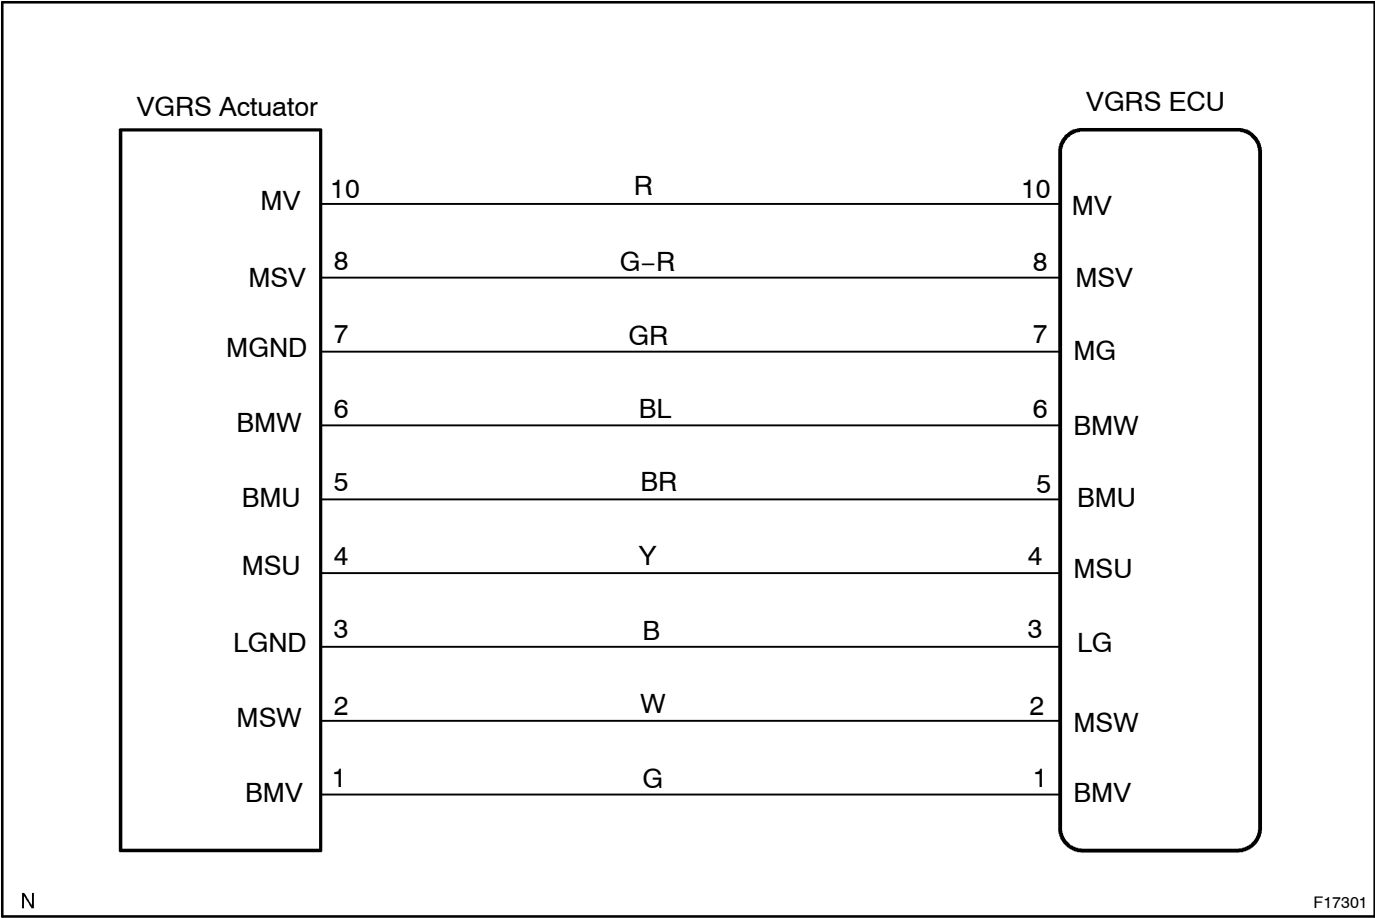 VGRS Actuator VGRS ECU
MV 10 R 10 MV
MSV 8 G–R 8 MSV
MGND 7 GR 7 MG
BMW 6 BL 6 BMW
BMU 5 BR 5 BMU
MSU 4 Y 4 MSU
LGND 3 B 3 LG
MSW 2 W 2 MSW
BMV 1 G 1 BMV
N F17301